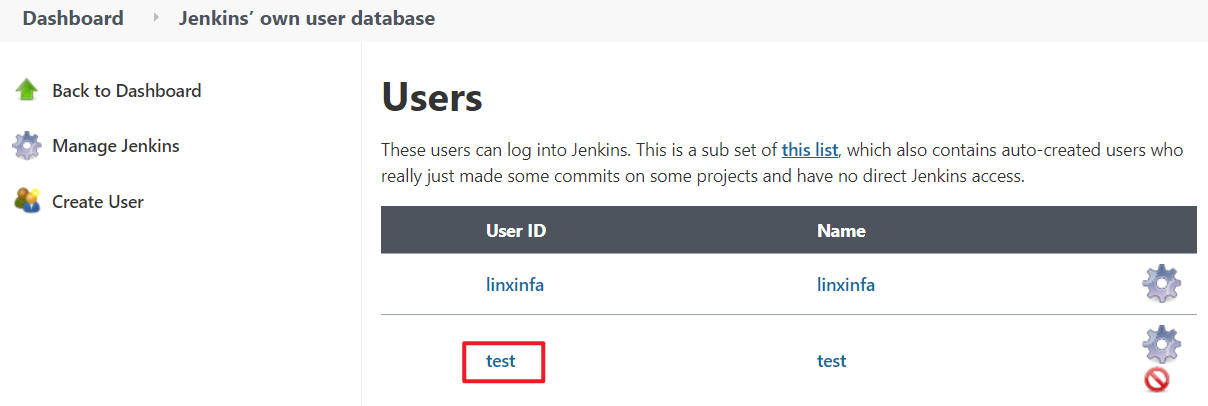 Dashboard Jenkins’ own user database
Back to Dashboard
Manage Jenkins
Create User
Users
These users can log into Jenkins. This is a sub set of this list, which also contains auto-created users who
really just made some commits on some projects and have no direct Jenkins access.
User ID Name
linxinfa linxinfa
test test